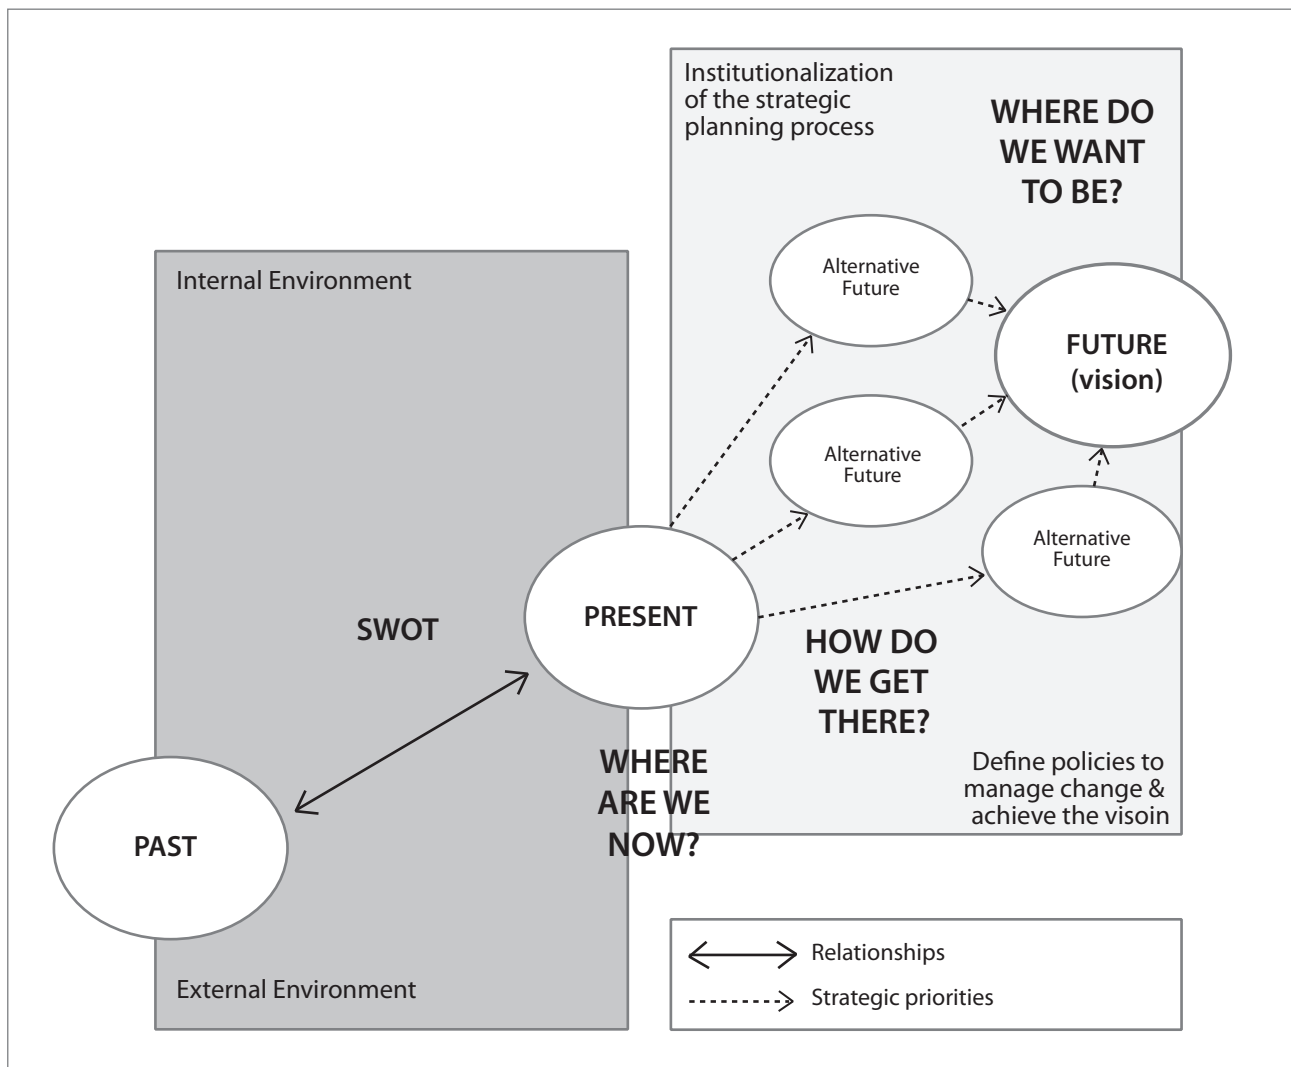 Institutionalization
of the strategic
planning process
WHERE DO
WE WANT
TO BE?
Internal Environment
Alternative
Future
FUTURE
(vision)
Alternative
Future
Alternative
Future
SWOT
PRESENT
HOW DO
WE GET
THERE?
WHERE
ARE WE
NOW?
Define policies to
manage change &
achieve the visoin
PAST
External Environment
Relationships
Strategic priorities